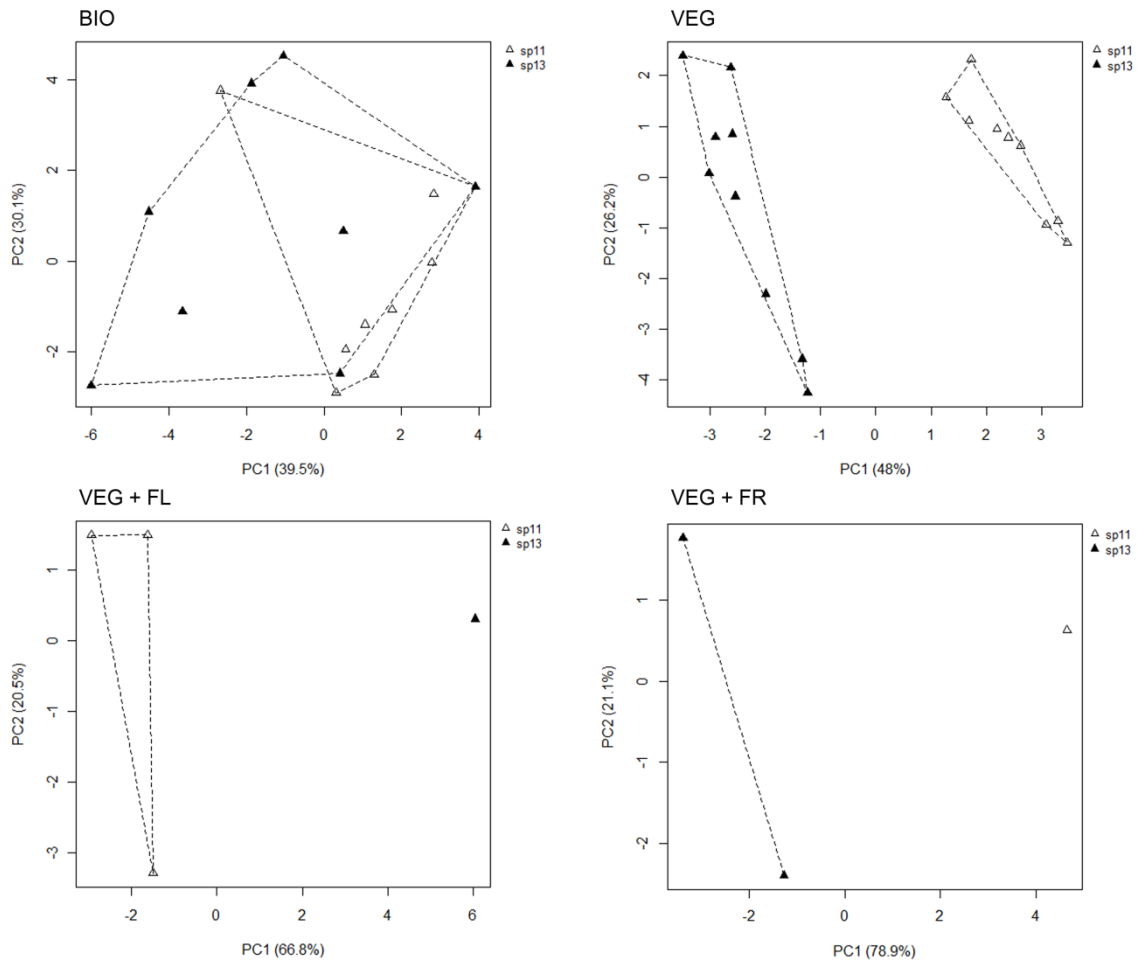 BIO
sp11
sp13
4
2
0
-2
PC2 (30.1%)
-6 -4 -2 0 2 4
PC1 (39.5%)
VEG
sp11
sp13
2
1
0
-1
-2
-3
-4
PC2 (26.2%)
-3 -2 -1 0 1 2 3
PC1 (48%)
VEG + FL
sp11
sp13
1
0
-1
-2
-3
PC2 (20.5%)
-2 0 2 4 6
PC1 (66.8%)
VEG + FR
sp11
sp13
1
0
-1
-2
PC2 (21.1%)
-2 0 2 4
PC1 (78.9%)